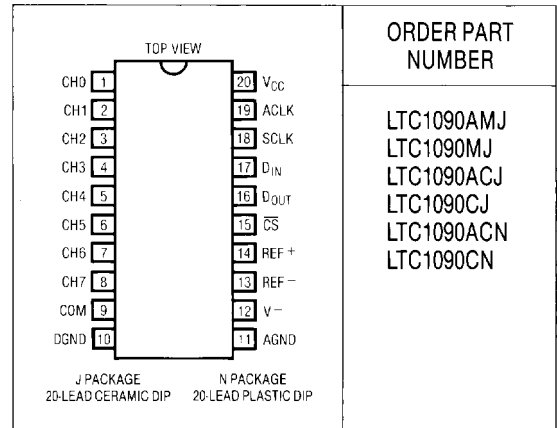 TOP VIEW
CH0 1
CH1 2
CH2 3
CH3 4
CH4 5
CH5 6
CH6 7
CH7 8
COM 9
DGND 10
20 VCC
19 ACLK
18 SCLK
17 DIN
16 DOUT
15 C̅S̅
14 REF+
13 REF−
12 V−
11 AGND
J PACKAGE
20-LEAD CERAMIC DIP
N PACKAGE
20-LEAD PLASTIC DIP
ORDER PART
NUMBER
LTC1090AMJ
LTC1090MJ
LTC1090ACJ
LTC1090CJ
LTC1090ACN
LTC1090CN